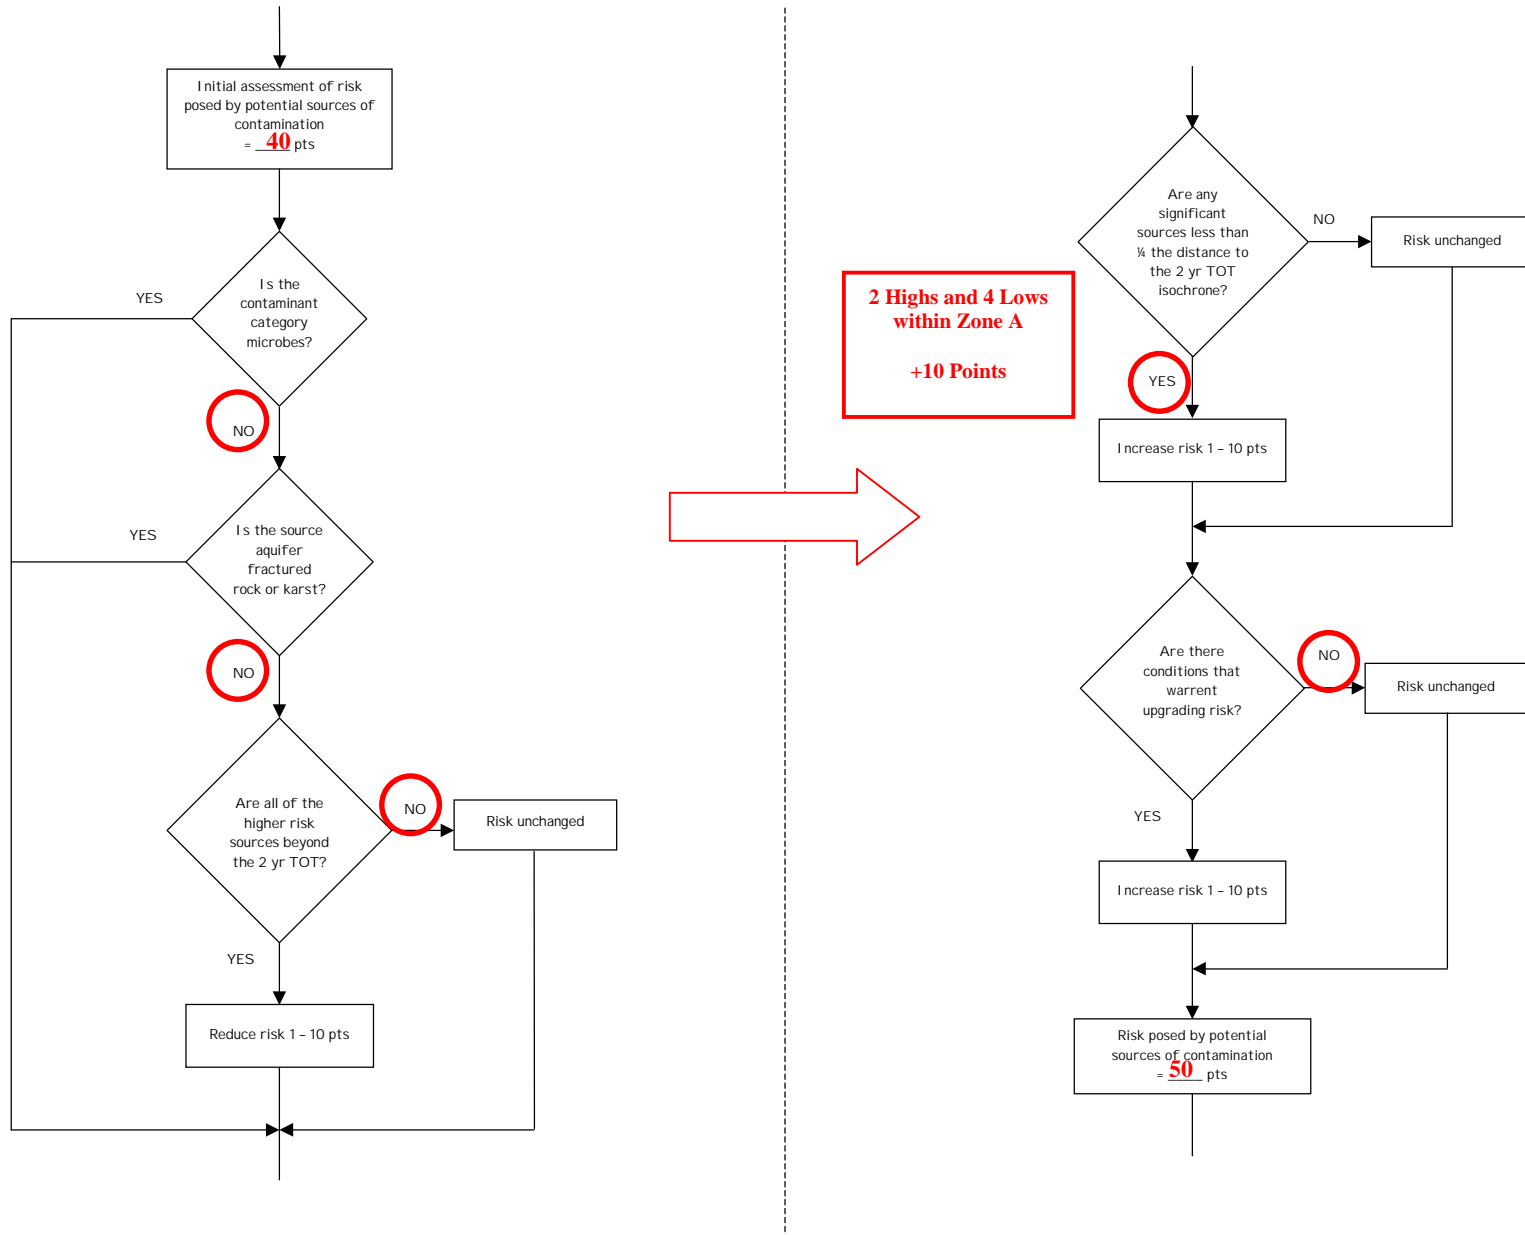 Initial assessment of risk
posed by potential sources of
contamination
= 40 pts
Is the
contaminant
category
microbes?
YES
NO
Is the source
aquifer
fractured
rock or karst?
YES
NO
Are all of the
higher risk
sources beyond
the 2 yr TOT?
NO
Risk unchanged
YES
Reduce risk 1 – 10 pts
Are any
significant
sources less than
¼ the distance to
the 2 yr TOT
isochrone?
NO
Risk unchanged
2 Highs and 4 Lows
within Zone A
+10 Points
YES
Increase risk 1 – 10 pts
Are there
conditions that
warrent
upgrading risk?
NO
Risk unchanged
YES
Increase risk 1 – 10 pts
Risk posed by potential
sources of contamination
= 50 pts